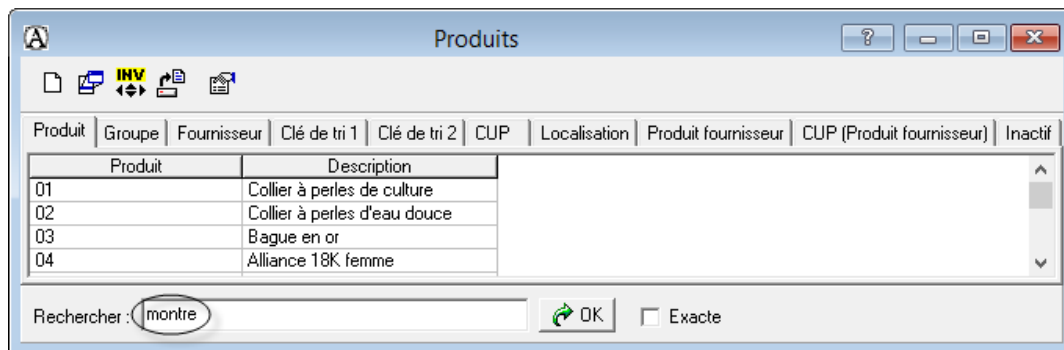 Produits
INV
Produit Groupe Fournisseur Clé de tri 1 Clé de tri 2 CUP Localisation Produit fournisseur CUP (Produit fournisseur) Inactif
Produit Description
01 Collier à perles de culture
02 Collier à perles d'eau douce
03 Bague en or
04 Alliance 18K femme
Rechercher : montre OK Exacte